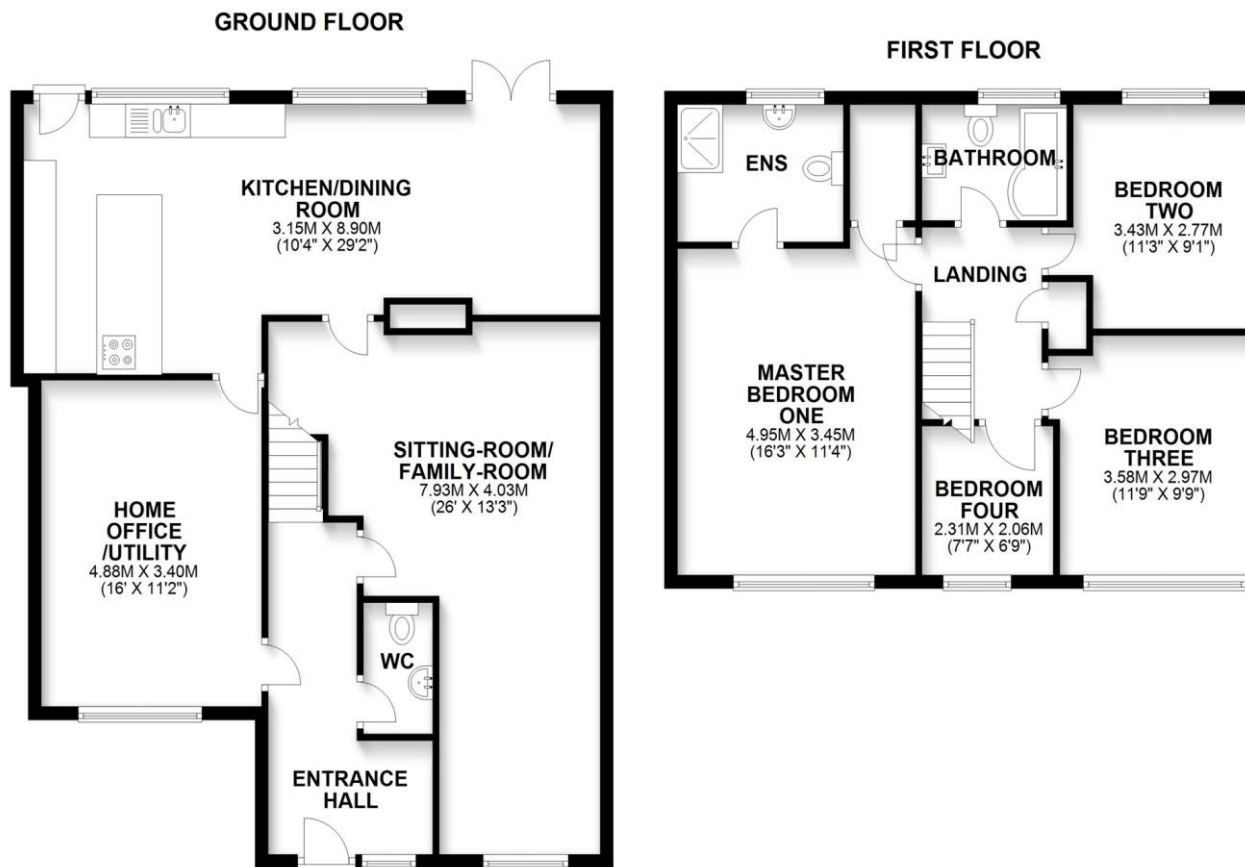 GROUND FLOOR
KITCHEN/DINING
ROOM
3.15M X 8.90M
(10'4" X 29'2")
SITTING-ROOM/
FAMILY-ROOM
7.93M X 4.03M
(26' X 13'3")
HOME
OFFICE
/UTILITY
4.88M X 3.40M
(16' X 11'2")
WC
ENTRANCE
HALL
FIRST FLOOR
ENS
BATHROOM
BEDROOM
TWO
3.43M X 2.77M
(11'3" X 9'1")
LANDING
MASTER
BEDROOM
ONE
4.95M X 3.45M
(16'3" X 11'4")
BEDROOM
THREE
3.58M X 2.97M
(11'9" X 9'9")
BEDROOM
FOUR
2.31M X 2.06M
(7'7" X 6'9")